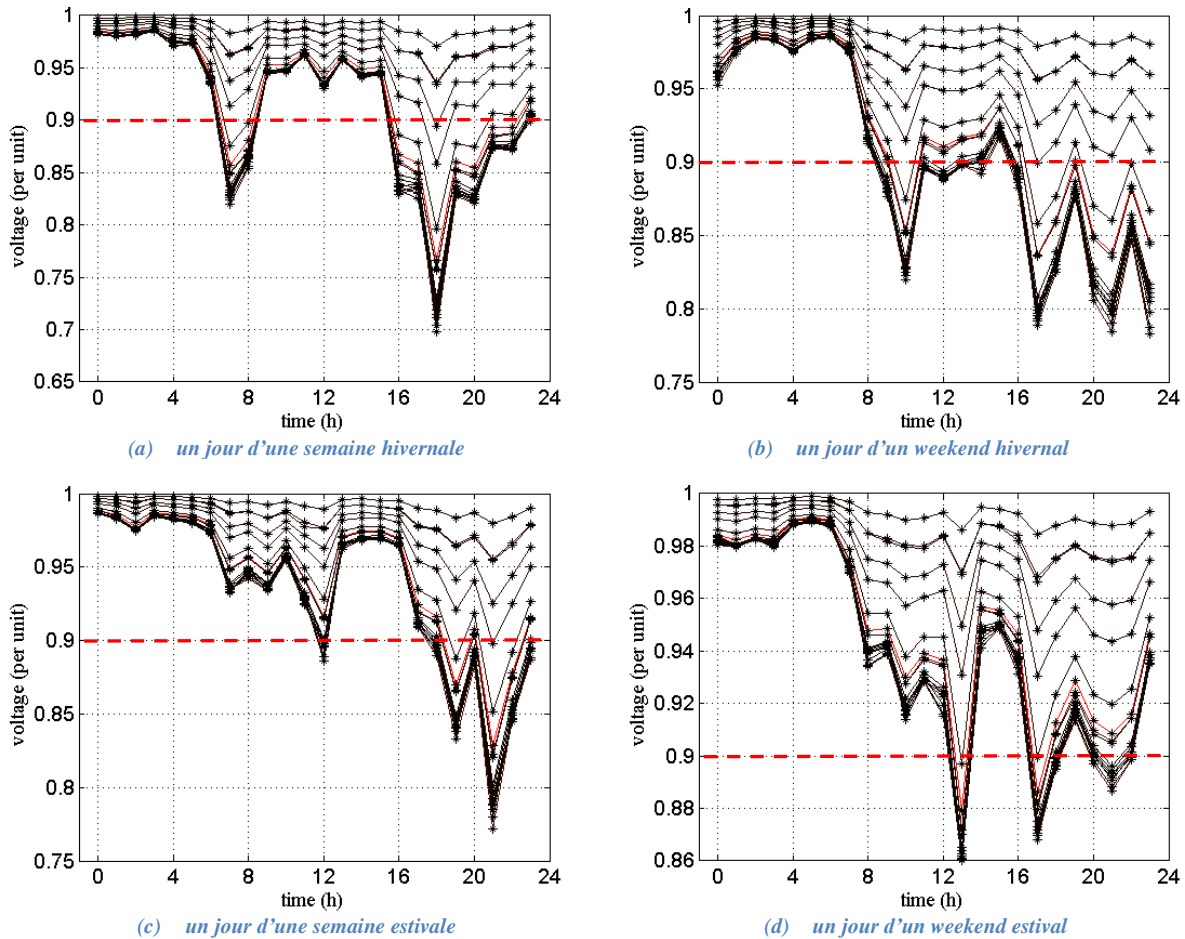 1
0.95
0.9
0.85
0.8
0.75
0.7
0.65
voltage (per unit)
0 4 8 12 16 20 24
time (h)
(a) un jour d'une semaine hivernale
1
0.95
0.9
0.85
0.8
0.75
voltage (per unit)
0 4 8 12 16 20 24
time (h)
(b) un jour d'un weekend hivernal
1
0.95
0.9
0.85
0.8
0.75
voltage (per unit)
0 4 8 12 16 20 24
time (h)
(c) un jour d'une semaine estivale
1
0.98
0.96
0.94
0.92
0.9
0.88
0.86
voltage (per unit)
0 4 8 12 16 20 24
time (h)
(d) un jour d'un weekend estival